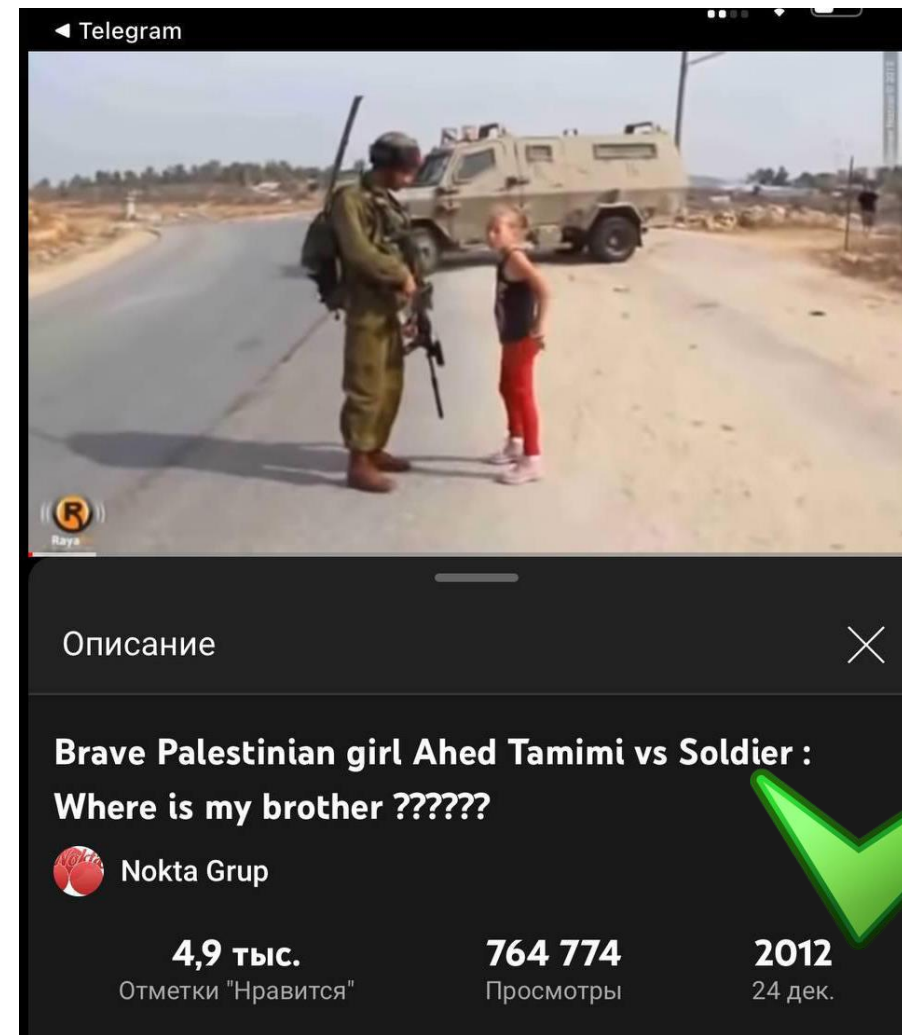 ◀ Telegram
Raya
Описание
Brave Palestinian girl Ahed Tamimi vs Soldier :
Where is my brother ??????
Nokta Grup
4,9 тыс.
Отметки "Нравится"
764 774
Просмотры
2012
24 дек.